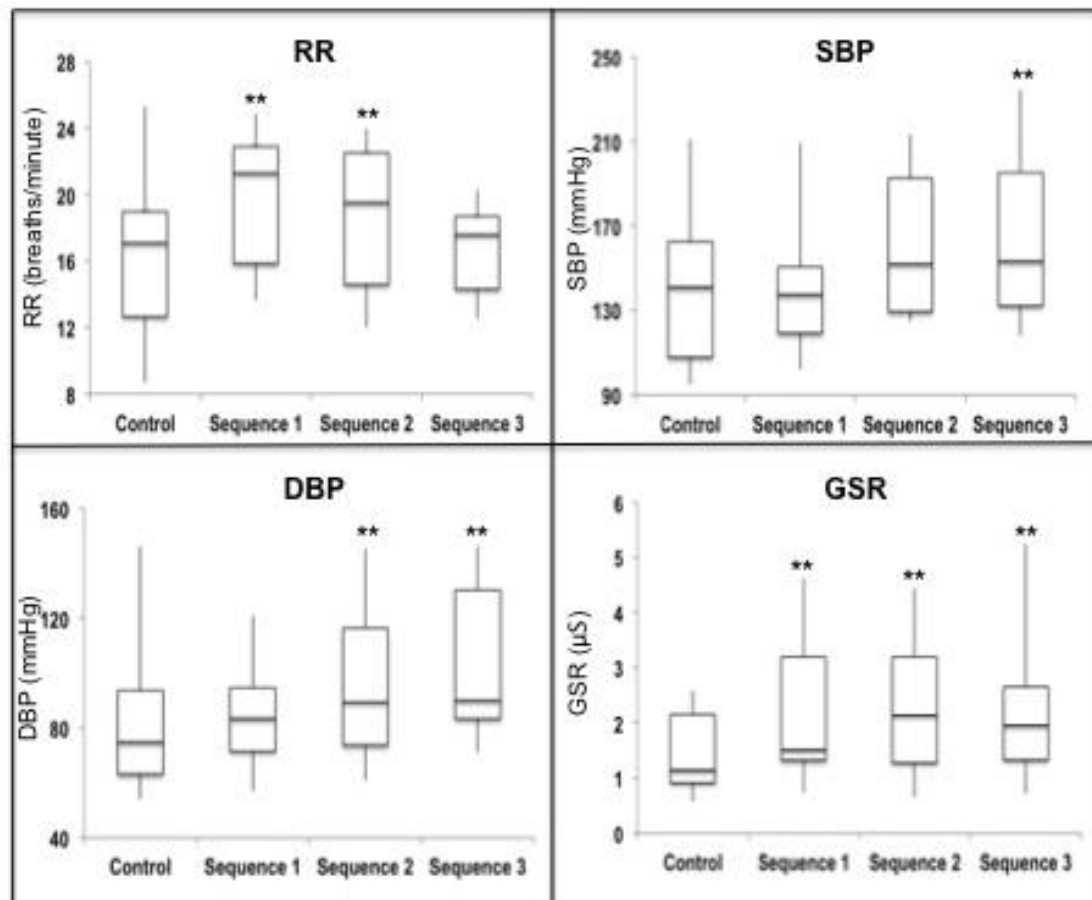 RR
RR (breaths/minute)
28
24
20
16
12
8
**
**
Control
Sequence 1
Sequence 2
Sequence 3
SBP
SBP (mmHg)
250
210
170
130
90
**
Control
Sequence 1
Sequence 2
Sequence 3
DBP
DBP (mmHg)
160
120
80
40
**
**
Control
Sequence 1
Sequence 2
Sequence 3
GSR
GSR (µS)
6
5
4
3
2
1
0
**
**
**
Control
Sequence 1
Sequence 2
Sequence 3